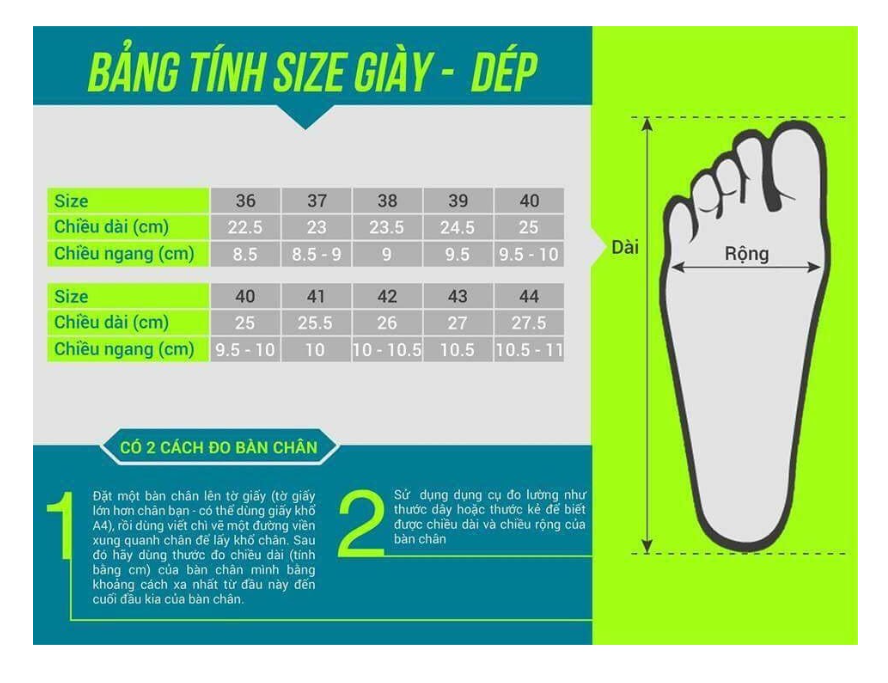 BẢNG TÍNH SIZE GIÀY - DÉP
Size 36 37 38 39 40
Chiều dài (cm) 22.5 23 23.5 24.5 25
Chiều ngang (cm) 8.5 8.5 - 9 9 9.5 9.5 - 10
Size 40 41 42 43 44
Chiều dài (cm) 25 25.5 26 27 27.5
Chiều ngang (cm) 9.5 - 10 10 10 - 10.5 10.5 10.5 - 11
Dài
Rộng
CÓ 2 CÁCH ĐO BÀN CHÂN
1
Đặt một bàn chân lên tờ giấy (tờ giấy
lớn hơn chân bạn - có thể dùng giấy khổ
A4), rồi dùng viết chì vẽ một đường viền
xung quanh chân để lấy khổ chân. Sau
đó hãy dùng thước đo chiều dài (tính
bằng cm) của bàn chân mình bằng
khoảng cách xa nhất từ đầu này đến
cuối đầu kia của bàn chân.
2
Sử dụng dụng cụ đo lường như
thước dây hoặc thước kẻ để biết
được chiều dài và chiều rộng của
bàn chân